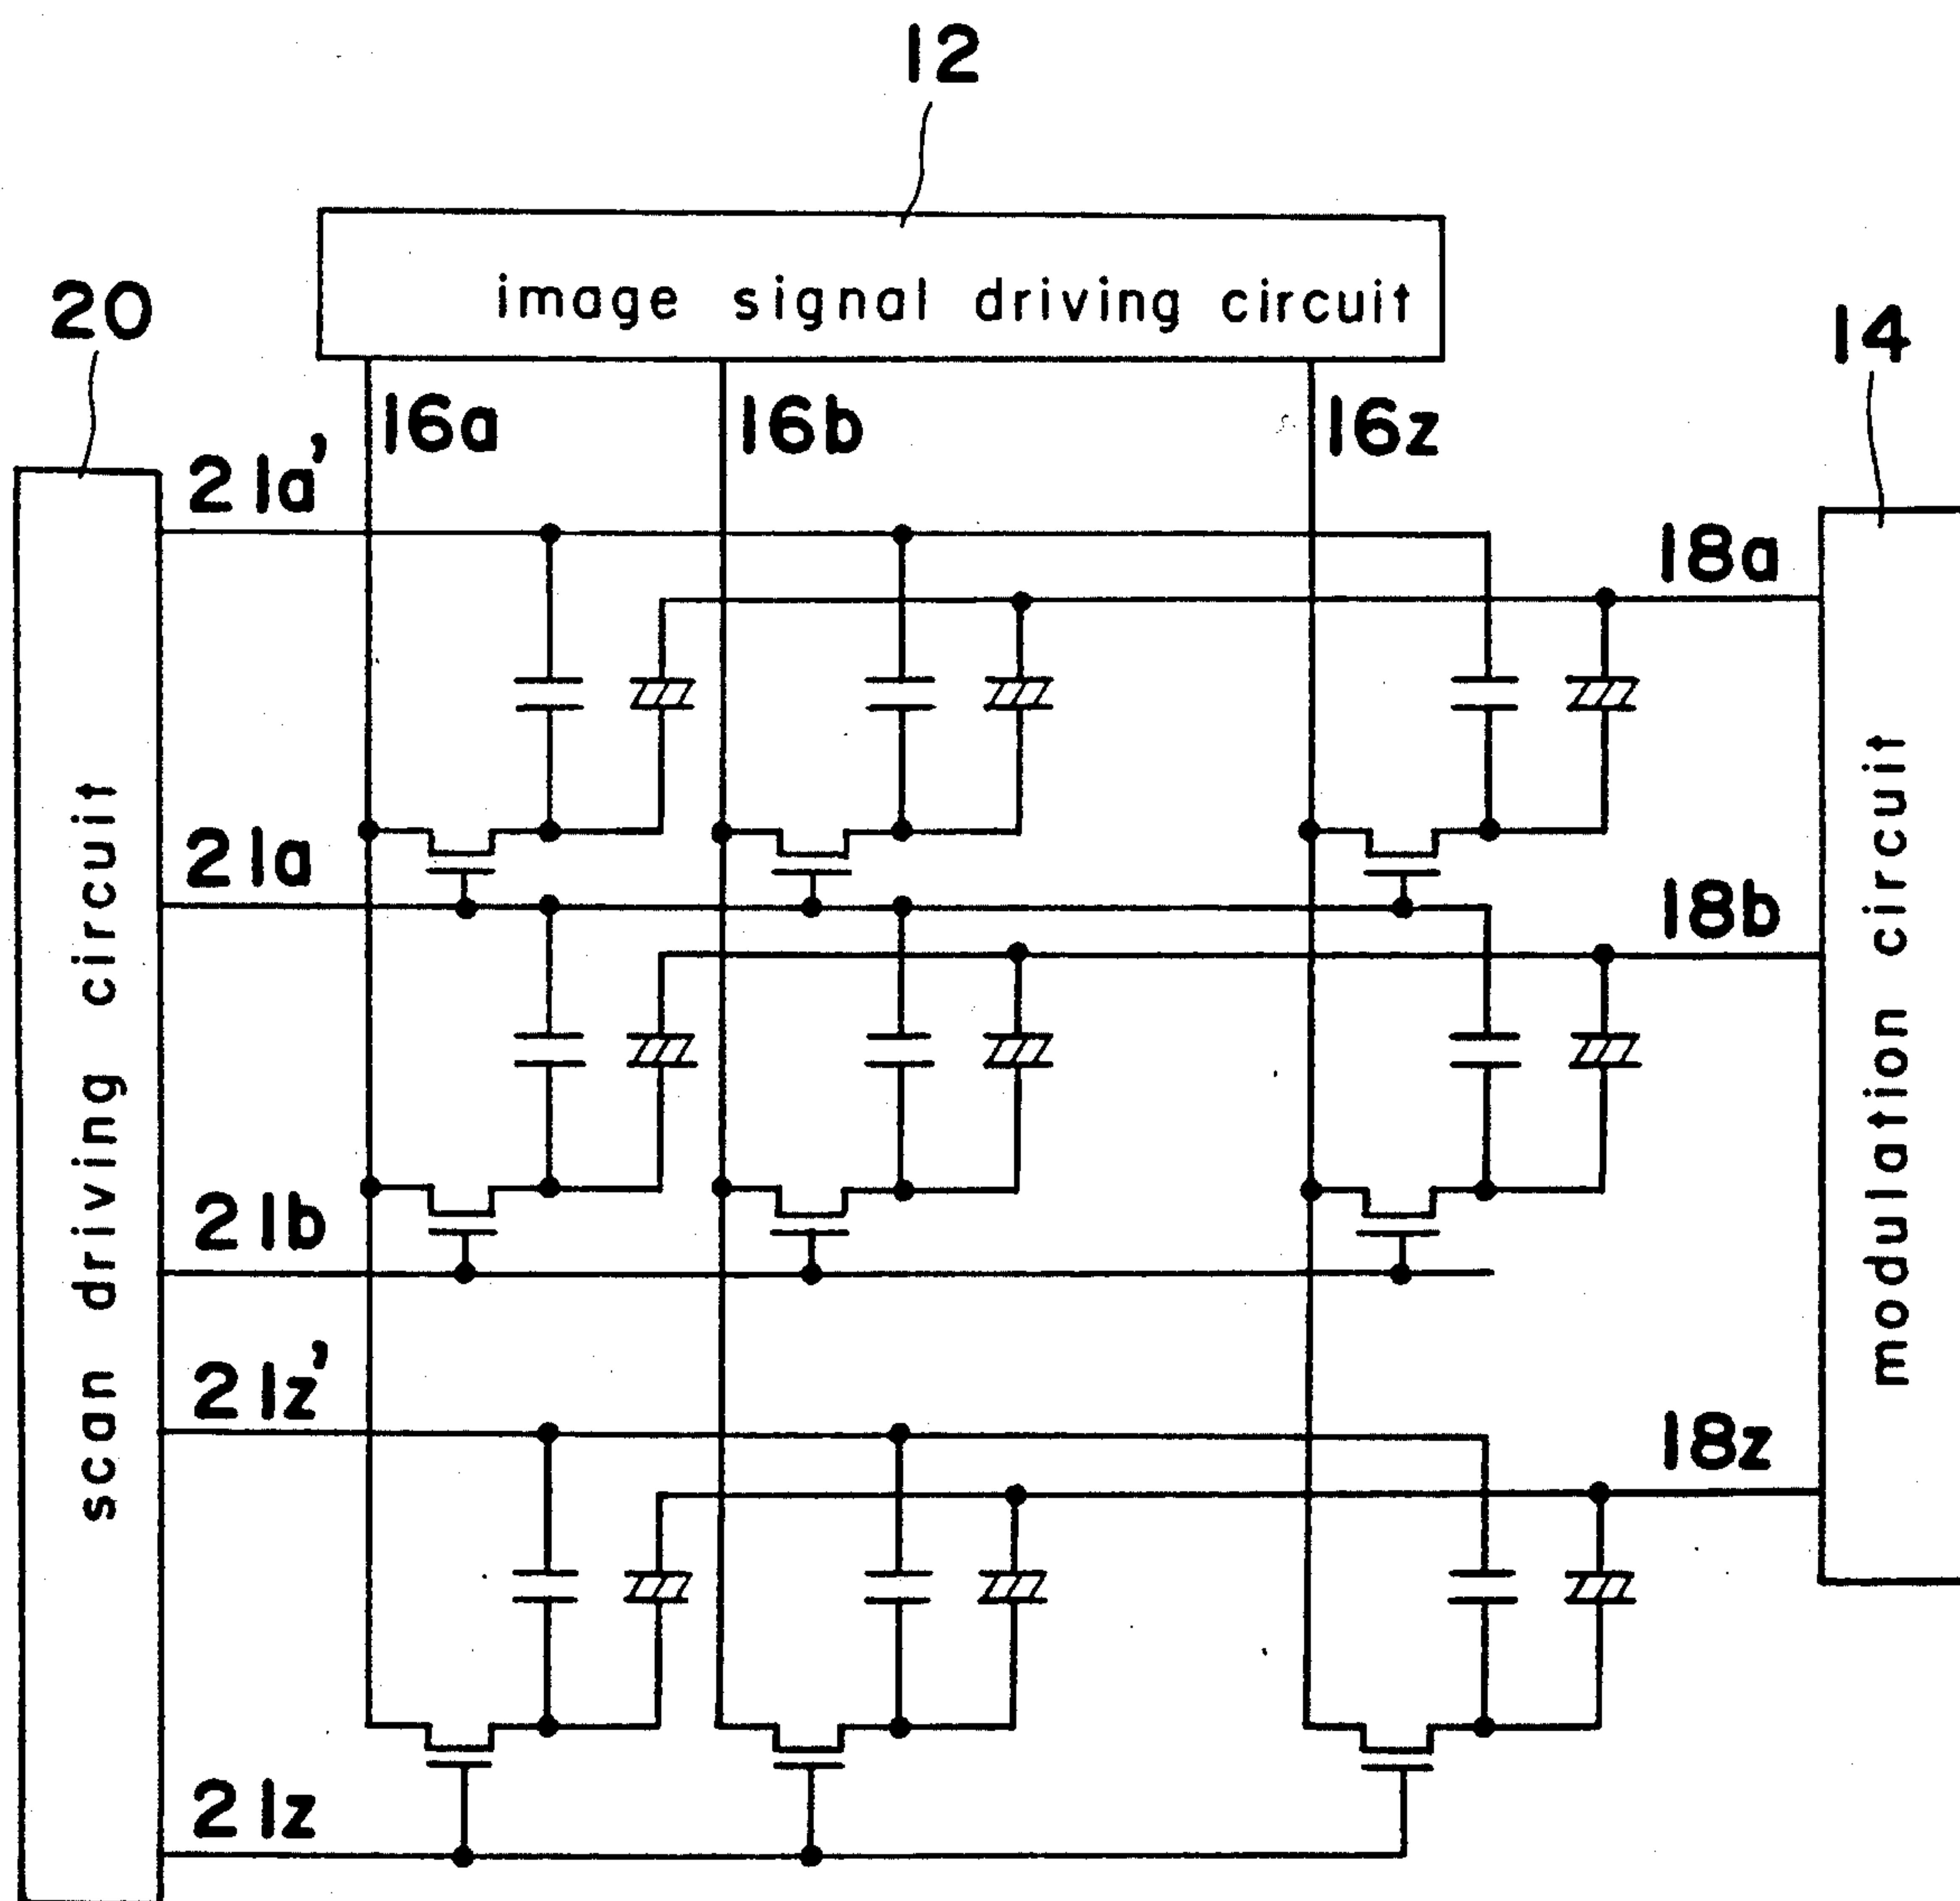 12
image signal driving circuit
20
14
16a
16b
16z
21a'
18a
21a
18b
21b
21z'
18z
21z
scan driving circuit
modulation circuit